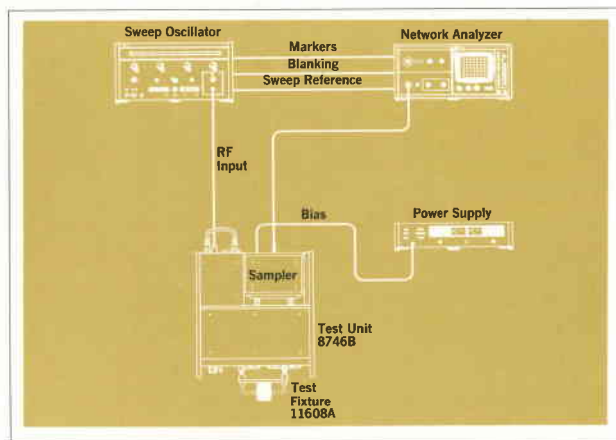 Sweep Oscillator
Markers
Network Analyzer
Blanking
Sweep Reference
RF
Input
Bias
Power Supply
Sampler
Test Unit
8746B
Test
Fixture
11608A